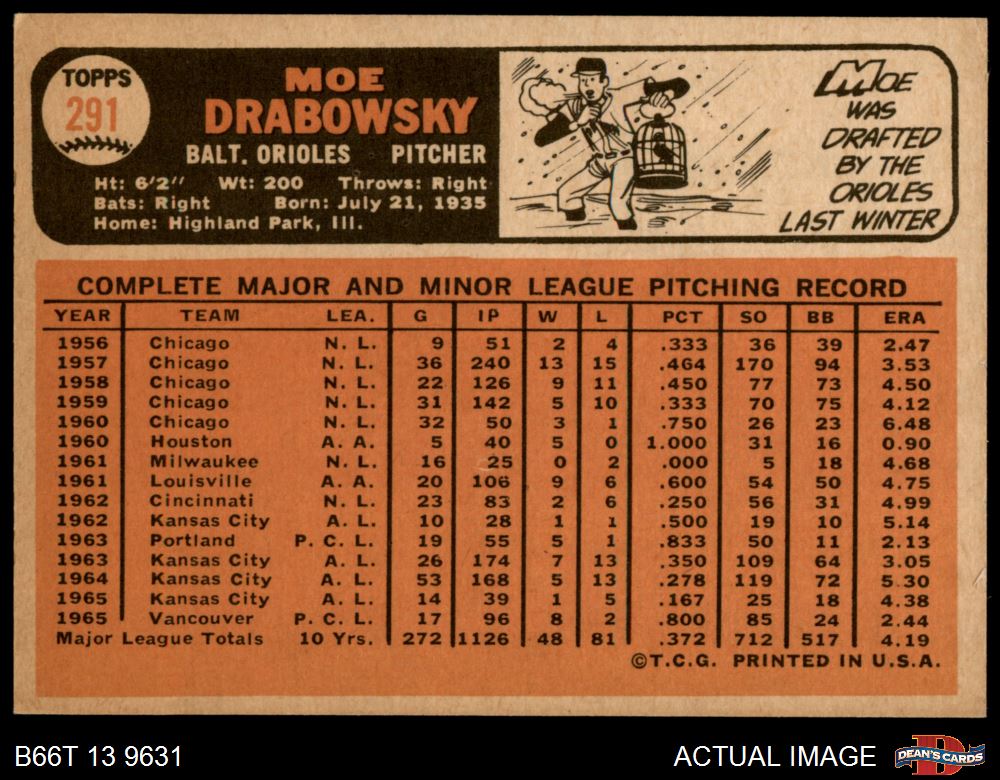 TOPPS
291
MOE
DRABOWSKY
BALT. ORIOLES PITCHER
Ht: 6'2" Wt: 200 Throws: Right
Bats: Right Born: July 21, 1935
Home: Highland Park, Ill.
MOE
WAS
DRAFTED
BY THE
ORIOLES
LAST WINTER
COMPLETE MAJOR AND MINOR LEAGUE PITCHING RECORD
YEAR TEAM LEA. G IP W L PCT SO BB ERA
1956 Chicago N. L. 9 51 2 4 .333 36 39 2.47
1957 Chicago N. L. 36 240 13 15 .464 170 94 3.53
1958 Chicago N. L. 22 126 9 11 .450 77 73 4.50
1959 Chicago N. L. 31 142 5 10 .333 70 75 4.12
1960 Chicago N. L. 32 50 3 1 .750 26 23 6.48
1960 Houston A. A. 5 40 5 0 1.000 31 16 0.90
1961 Milwaukee N. L. 16 25 0 2 .000 5 18 4.68
1961 Louisville A. A. 20 106 9 6 .600 54 50 4.75
1962 Cincinnati N. L. 23 83 2 6 .250 56 31 4.99
1962 Kansas City A. L. 10 28 1 1 .500 19 10 5.14
1963 Portland P. C. L. 19 55 5 1 .833 50 11 2.13
1963 Kansas City A. L. 26 174 7 13 .350 109 64 3.05
1964 Kansas City A. L. 53 168 5 13 .278 119 72 5.30
1965 Kansas City A. L. 14 39 1 5 .167 25 18 4.38
1965 Vancouver P. C. L. 17 96 8 2 .800 85 24 2.44
Major League Totals 10 Yrs. 272 1126 48 81 .372 712 517 4.19
©T.C.G. PRINTED IN U.S.A.
B66T 13 9631 ACTUAL IMAGE
DEAN'S CARDS